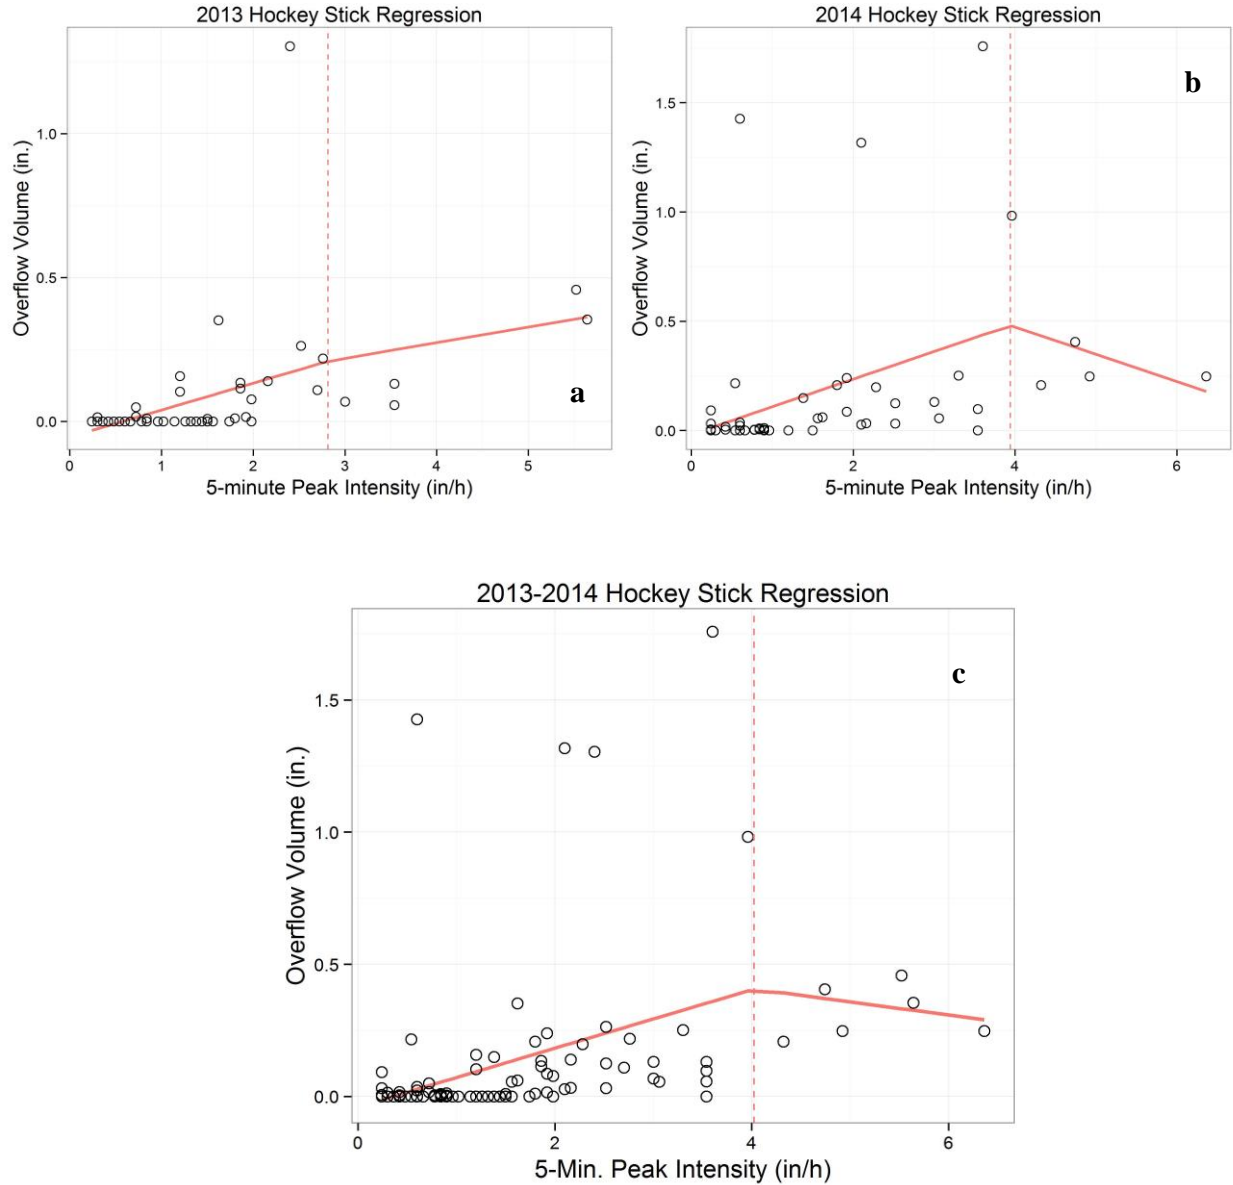 2013 Hockey Stick Regression
Overflow Volume (in.)
1.0
0.5
0.0
a
0 1 2 3 4 5
5-minute Peak Intensity (in/h)
2014 Hockey Stick Regression
Overflow Volume (in.)
b
1.5
1.0
0.5
0.0
0 2 4 6
5-minute Peak Intensity (in/h)
2013-2014 Hockey Stick Regression
Overflow Volume (in.)
c
1.5
1.0
0.5
0.0
0 2 4 6
5-Min. Peak Intensity (in/h)